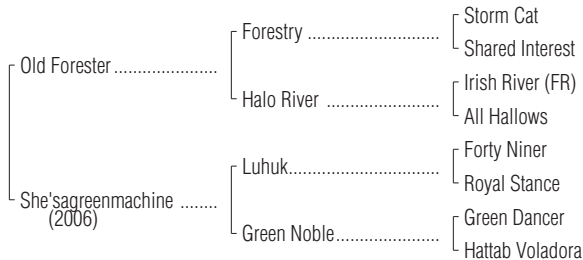 Storm Cat
Forestry ....................................
Shared Interest
Old Forester .......................
Irish River (FR)
Halo River ...............................
All Hallows
Forty Niner
Luhuk........................................
Royal Stance
She'sagreenmachine ........
(2006)
Green Dancer
Green Noble............................
Hattab Voladora